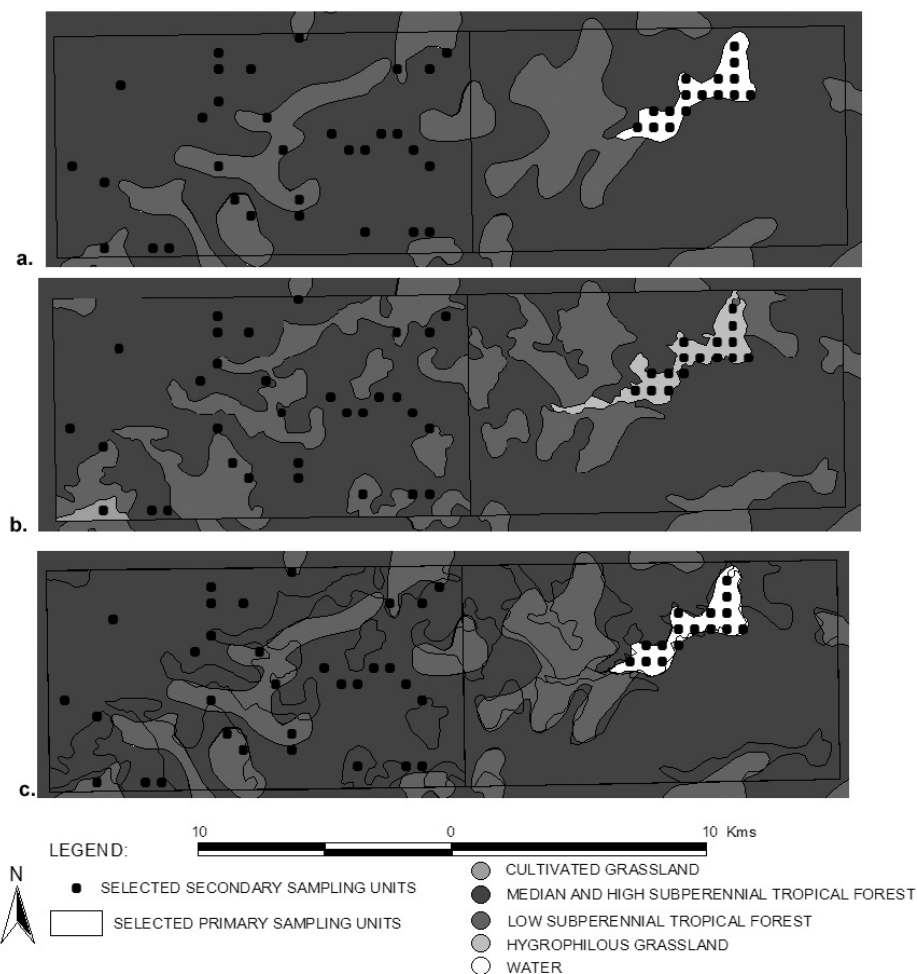 a.
b.
c.
10 0 10 Kms
LEGEND:
N
SELECTED SECONDARY SAMPLING UNITS
SELECTED PRIMARY SAMPLING UNITS
CULTIVATED GRASSLAND
MEDIAN AND HIGH SUBPERENNIAL TROPICAL FOREST
LOW SUBPERENNIAL TROPICAL FOREST
HYGROPHILOUS GRASSLAND
WATER